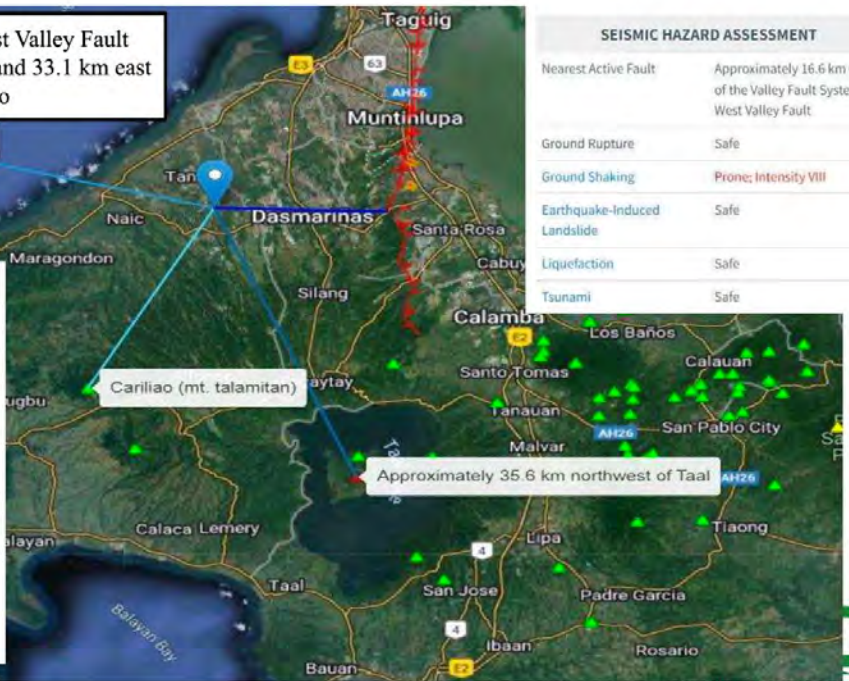 st Valley Fault
and 33.1 km east
o
SEISMIC HAZARD ASSESSMENT
Nearest Active Fault
Approximately 16.6 km
of the Valley Fault Syste
West Valley Fault
Ground Rupture
Safe
Ground Shaking
Prone; Intensity VIII
Earthquake-Induced
Landslide
Safe
Liquefaction
Safe
Tsunami
Safe
Taguig
E3
63
AH26
Muntinlupa
Tan
Naic
Dasmarinas
Santa Rosa
Maragondon
Cabuy
Silang
Calamba
E2
Los Baños
Calauan
Cariliao (mt. talamitan)
aytay
Santo Tomas
ugbu
Tanauan
AH26
San Pablo City
Malvar
Approximately 35.6 km northwest of Taal
AH26
Calaca
Lemery
alayan
Lipa
Tiaong
4
Taal
San Jose
Padre Garcia
Balayan Bay
4
Ibaan
Rosario
Bauan
E2